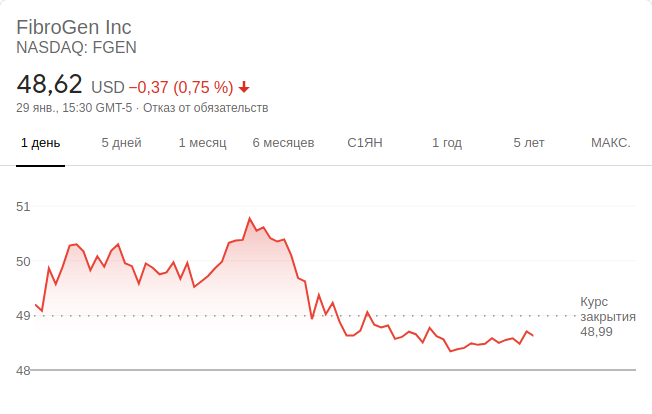 FibroGen Inc
NASDAQ: FGEN
48,62 USD −0,37 (0,75 %)
29 янв., 15:30 GMT-5 · Отказ от обязательств
1 день 5 дней 1 месяц 6 месяцев С1ЯН 1 год 5 лет МАКС.
51
50
49
48
Курс
закрытия
48,99